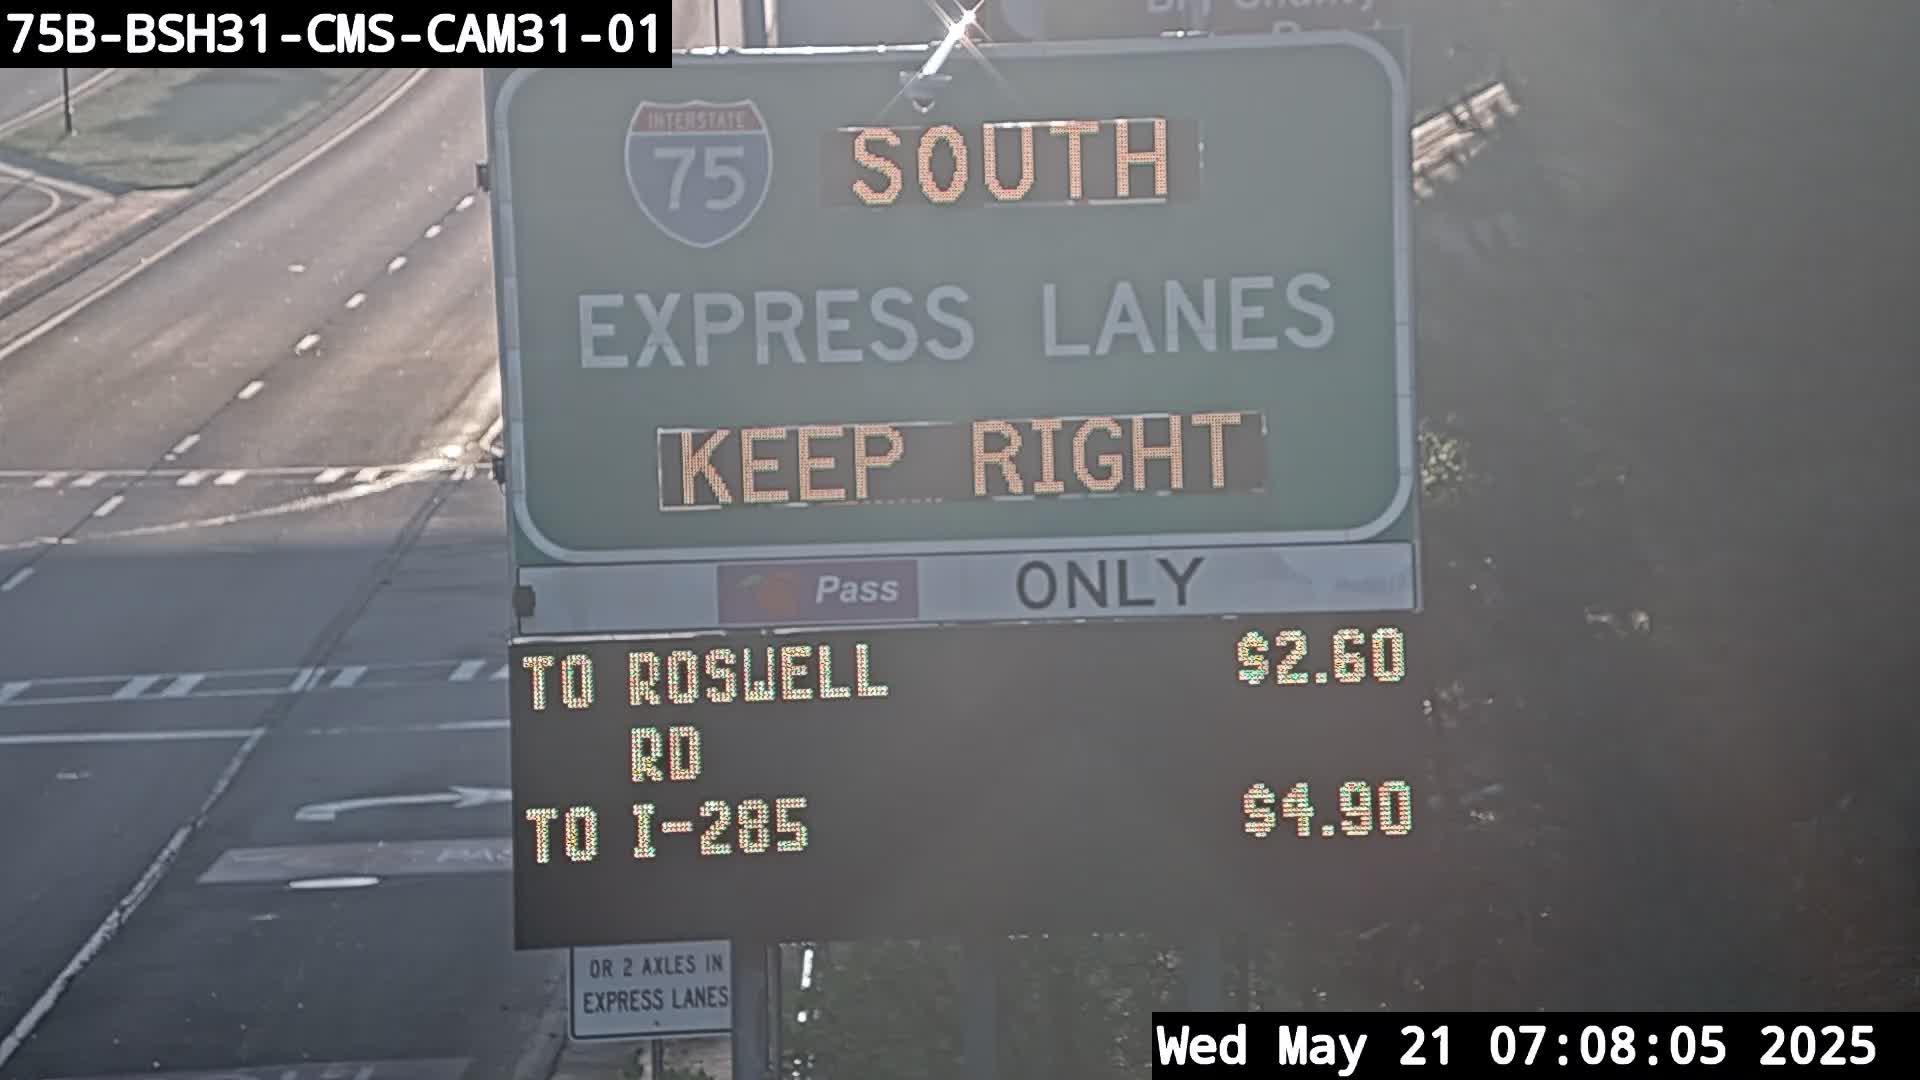 75B-BSH31-CMS-CAM31-01
INTERSTATE
75
SOUTH
EXPRESS LANES
KEEP RIGHT
Pass ONLY
TO ROSWELL $2.60
RD
TO I-285 $4.90
OR 2 AXLES IN
EXPRESS LANES
Wed May 21 07:08:05 2025